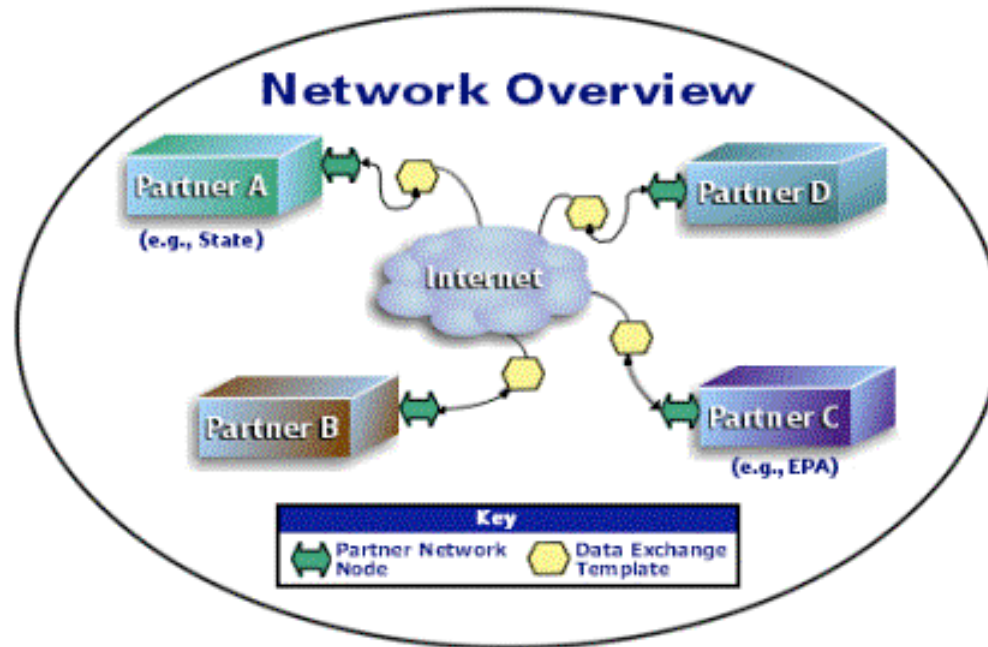 Network Overview
Partner A
(e.g., State)
Partner D
Internet
Partner B
Partner C
(e.g., EPA)
Key
Partner Network
Node
Data Exchange
Template